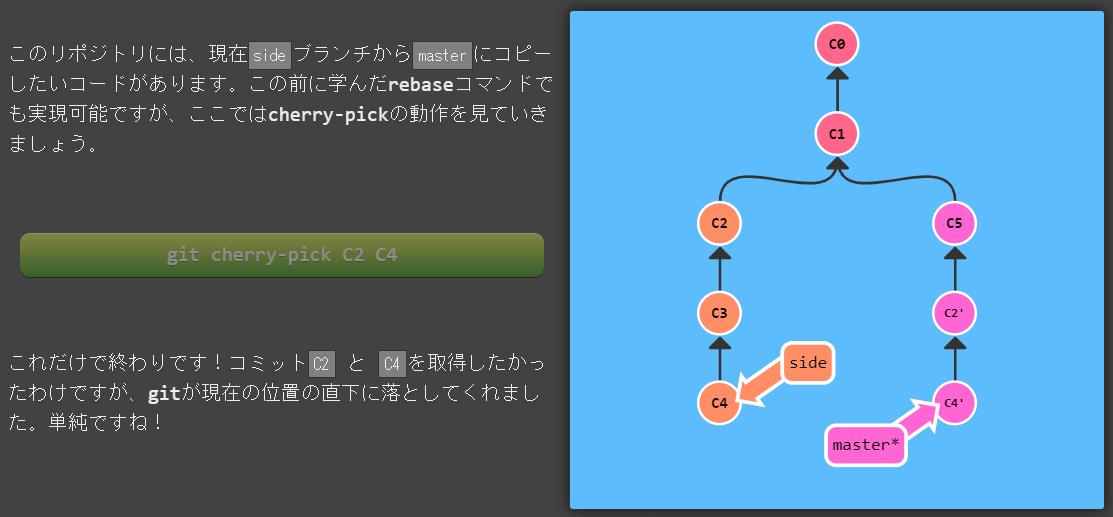 このリポジトリには、現在sideブランチからmasterにコピー
したいコードがあります。この前に学んだrebaseコマンドで
も実現可能ですが、ここではcherry-pickの動作を見ていき
ましょう。
git cherry-pick C2 C4
これだけで終わりです！コミットC2 と C4を取得したかっ
たわけですが、gitが現在の位置の直下に落としてくれまし
た。単純ですね！
C0
C1
C2
C5
C3
C2'
side
C4
C4'
master*